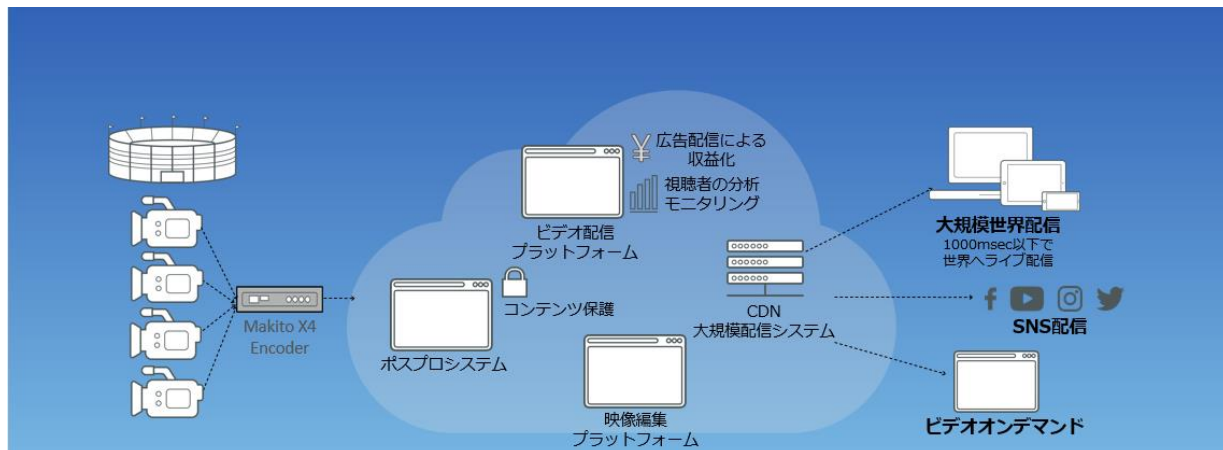 広告配信による
収益化
視聴者の分析
モニタリング
ビデオ配信
プラットフォーム
コンテンツ保護
Makito X4
Encoder
ポスプロシステム
映像編集
プラットフォーム
CDN
大規模配信システム
大規模世界配信
1000msec以下で
世界へライブ配信
SNS配信
ビデオオンデマンド